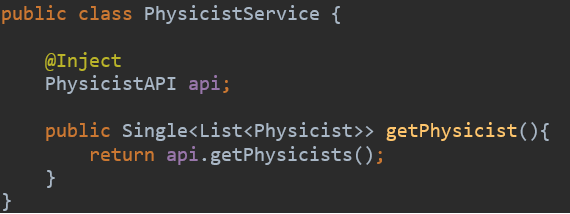 public class PhysicistService {
@Inject
PhysicistAPI api;
public Single<List<Physicist>> getPhysicist(){
return api.getPhysicists();
}
}